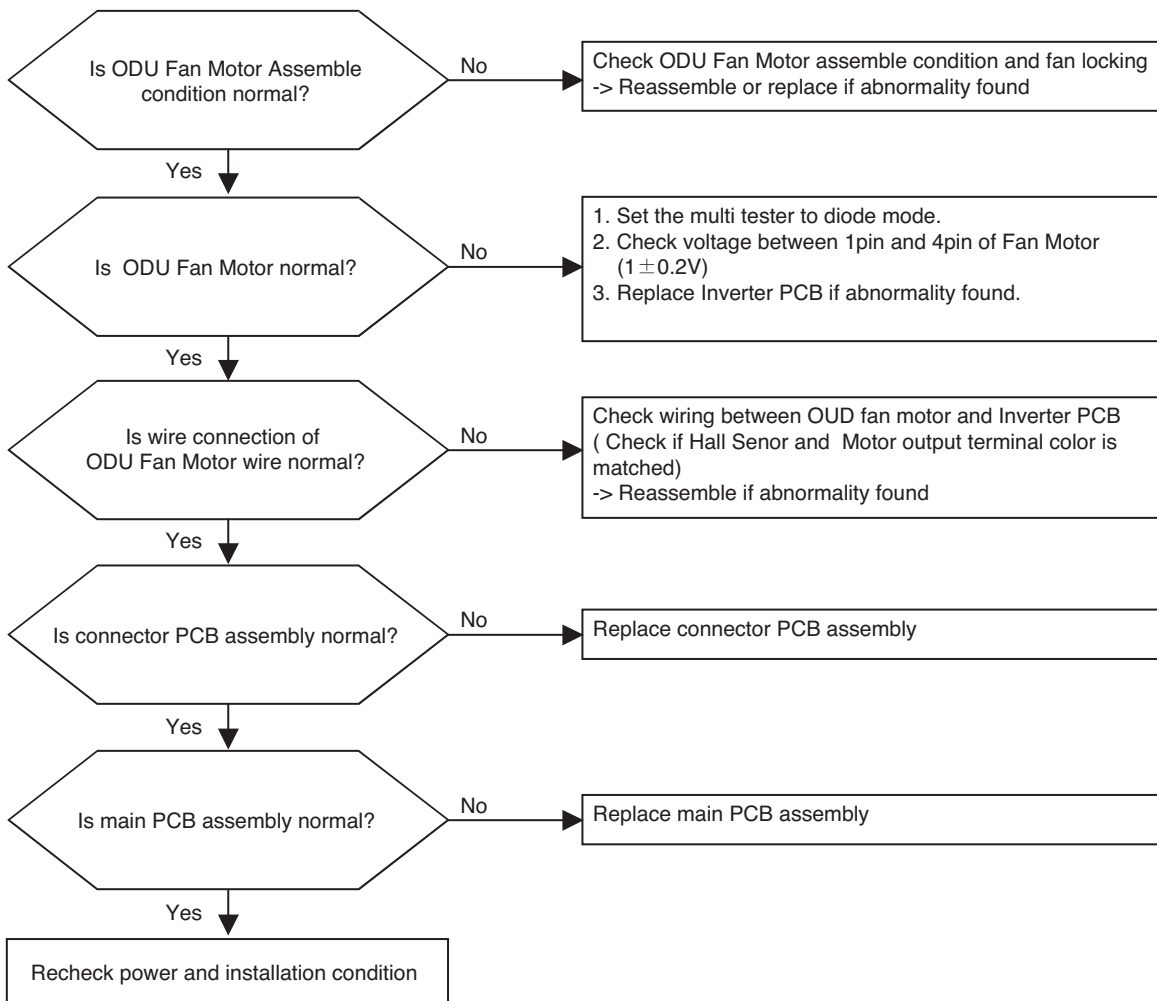 Is ODU Fan Motor Assemble
condition normal?
No
Check ODU Fan Motor assemble condition and fan locking
-> Reassemble or replace if abnormality found
Yes
Is ODU Fan Motor normal?
No
1. Set the multi tester to diode mode.
2. Check voltage between 1pin and 4pin of Fan Motor
(1±0.2V)
3. Replace Inverter PCB if abnormality found.
Yes
Is wire connection of
ODU Fan Motor wire normal?
No
Check wiring between OUD fan motor and Inverter PCB
( Check if Hall Senor and Motor output terminal color is
matched)
-> Reassemble if abnormality found
Yes
Is connector PCB assembly normal?
No
Replace connector PCB assembly
Yes
Is main PCB assembly normal?
No
Replace main PCB assembly
Yes
Recheck power and installation condition